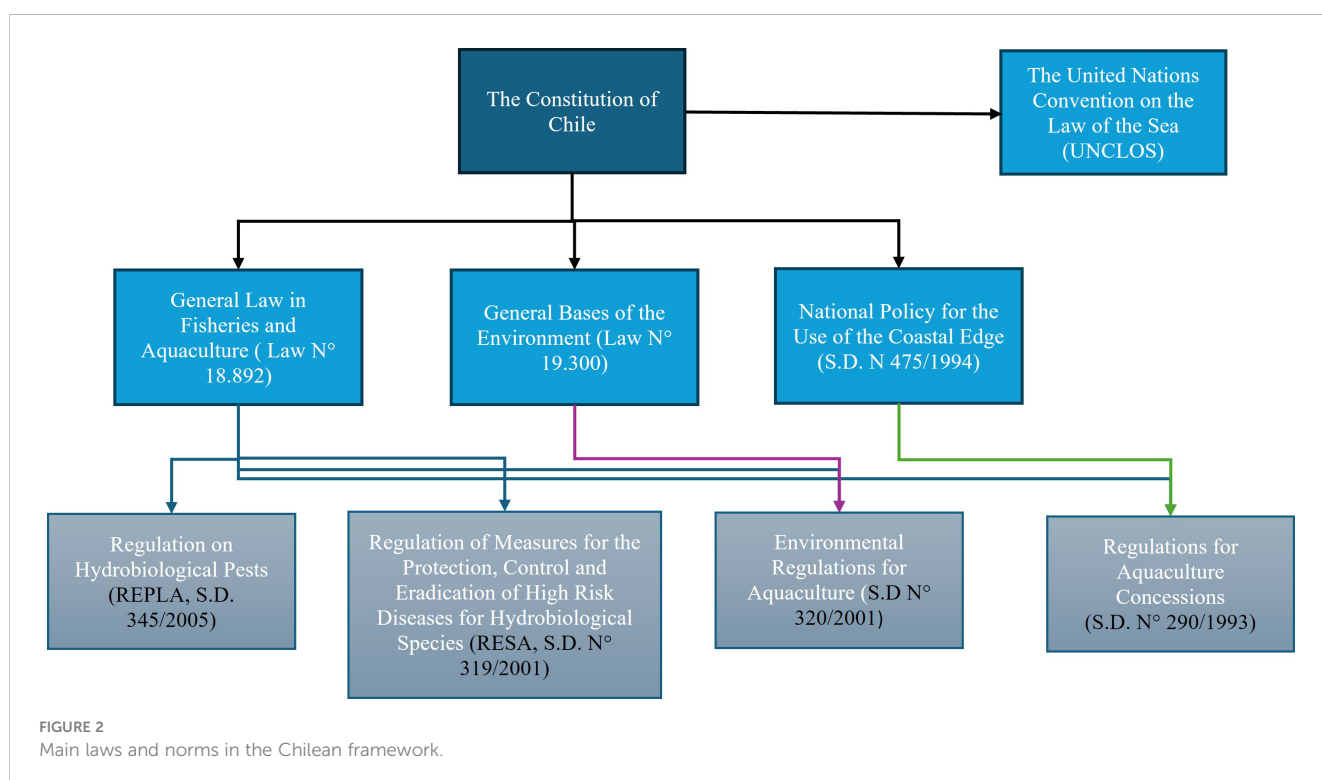 The Constitution of
Chile
The United Nations
Convention on the
Law of the Sea
(UNCLOS)
General Law in
Fisheries and
Aquaculture ( Law N°
18.892)
General Bases of the
Environment (Law N°
19.300)
National Policy for the
Use of the Coastal Edge
(S.D. N 475/1994)
Regulation on
Hydrobiological Pests
(REPLA, S.D.
345/2005)
Regulation of Measures for the
Protection, Control and
Eradication of High Risk
Diseases for Hydrobiological
Species (RESA, S.D. N°
319/2001)
Environmental
Regulations for
Aquaculture (S.D N°
320/2001)
Regulations for
Aquaculture
Concessions
(S.D. N° 290/1993)
FIGURE 2
Main laws and norms in the Chilean framework.